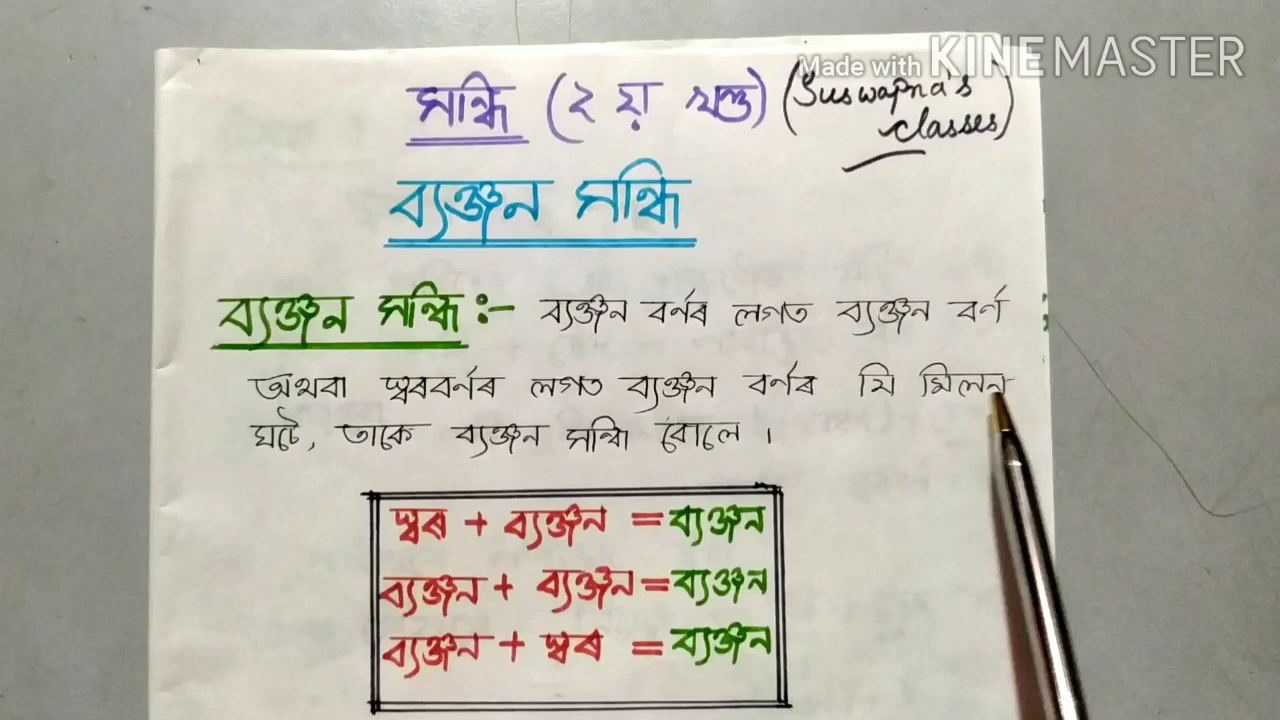 Made with KINEMASTER
সন্ধি (২ য় খণ্ড) (Suswapna's classes)
ব্যঞ্জন সন্ধি
ব্যঞ্জন সন্ধি :- ব্যঞ্জন বৰ্নৰ লগত ব্যঞ্জন বৰ্ণ
অথবা স্বৰবৰ্নৰ লগত ব্যঞ্জন বৰ্ণৰ যি মিলন
ঘটে, তাকে ব্যঞ্জন সন্ধি বোলে ।
স্বৰ + ব্যঞ্জন = ব্যঞ্জন
ব্যঞ্জন + ব্যঞ্জন = ব্যঞ্জন
ব্যঞ্জন + স্বৰ = ব্যঞ্জন